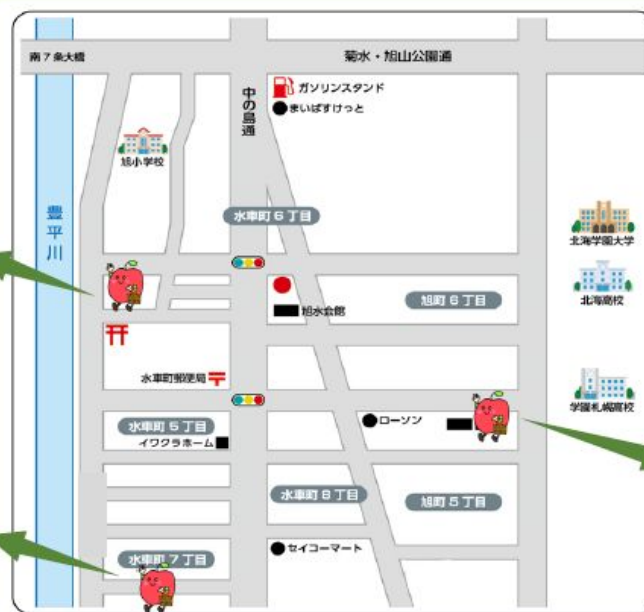 南7条大橋
菊水・旭山公園通
中の島通
ガソリンスタンド
まいばすけっと
旭小学校
豊平川
水車町6丁目
北海学園大学
北海高校
旭町6丁目
旭水会館
水車町郵便局
学園札幌高校
水車町5丁目
ローソン
イワクラホーム
水車町8丁目
旭町5丁目
セイコーマート
水車町7丁目